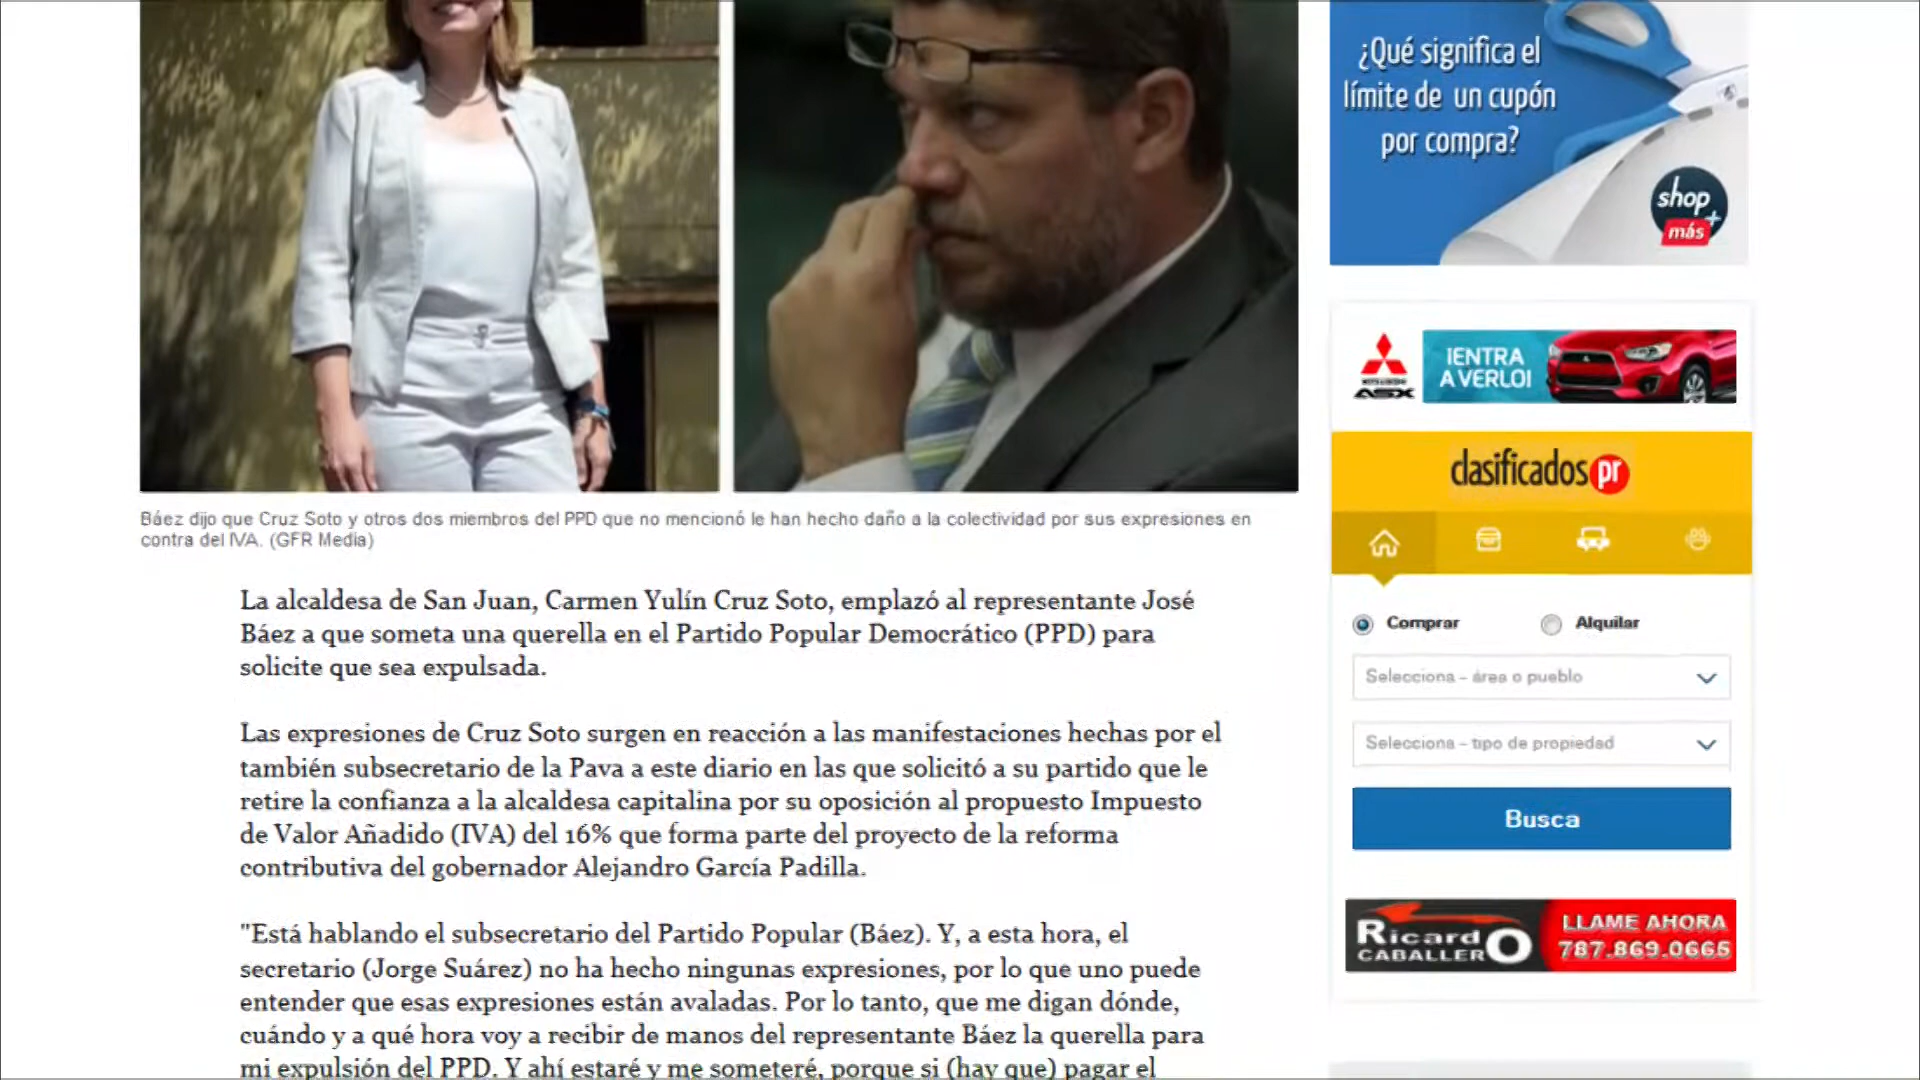 ¿Qué significa el
límite de un cupón
por compra?
shop
más
¡ENTRA
A VERLO!
ASX
clasificados pr
Báez dijo que Cruz Soto y otros dos miembros del PPD que no mencionó le han hecho daño a la colectividad por sus expresiones en
contra del IVA. (GFR Media)
La alcaldesa de San Juan, Carmen Yulín Cruz Soto, emplazó al representante José
Báez a que someta una querella en el Partido Popular Democrático (PPD) para
solicite que sea expulsada.
Las expresiones de Cruz Soto surgen en reacción a las manifestaciones hechas por el
también subsecretario de la Pava a este diario en las que solicitó a su partido que le
retire la confianza a la alcaldesa capitalina por su oposición al propuesto Impuesto
de Valor Añadido (IVA) del 16% que forma parte del proyecto de la reforma
contributiva del gobernador Alejandro García Padilla.
"Está hablando el subsecretario del Partido Popular (Báez). Y, a esta hora, el
secretario (Jorge Suárez) no ha hecho ningunas expresiones, por lo que uno puede
entender que esas expresiones están avaladas. Por lo tanto, que me digan dónde,
cuándo y a qué hora voy a recibir de manos del representante Báez la querella para
mi expulsión del PPD. Y ahí estaré y me someteré, porque si (hay que) pagar el
Comprar
Alquilar
Selecciona - área o pueblo
Selecciona - tipo de propiedad
Busca
Ricardo
CABALLERO
LLAME AHORA
787.869.0665